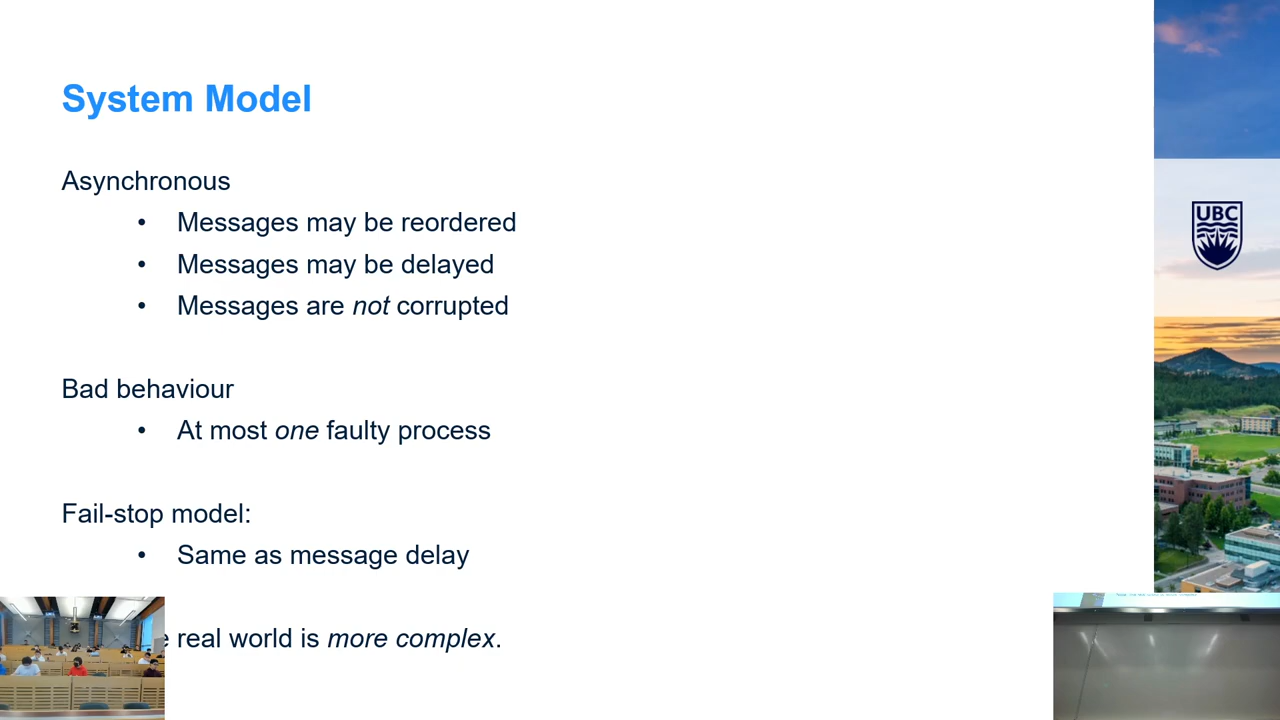 System Model
Asynchronous
• Messages may be reordered
• Messages may be delayed
• Messages are not corrupted
UBC
Bad behaviour
• At most one faulty process
Fail-stop model:
• Same as message delay
real world is more complex.